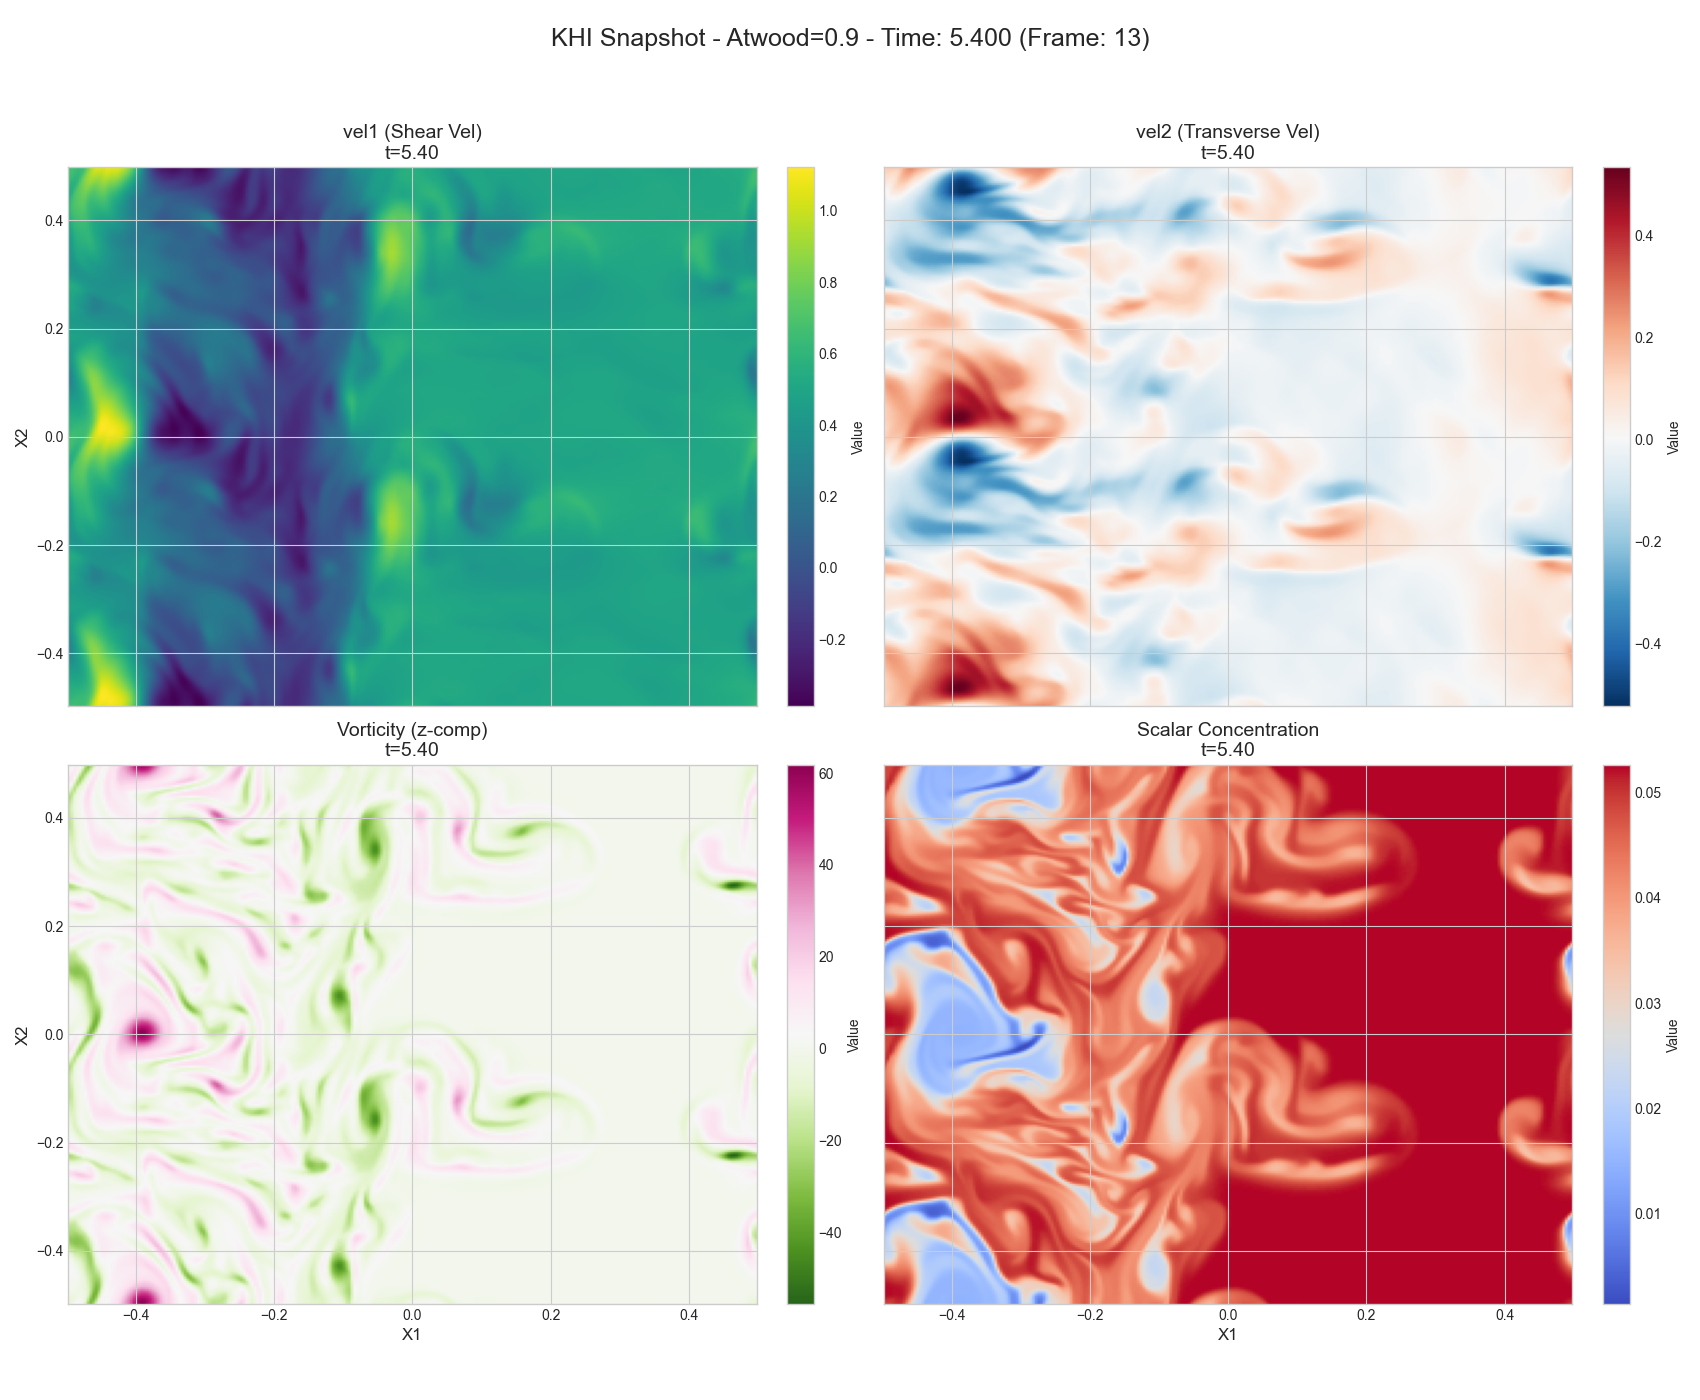 KHI Snapshot - Atwood=0.9 - Time: 5.400 (Frame: 13)
vel1 (Shear Vel)
t=5.40
X2
0.4
0.2
0.0
−0.2
−0.4
1.0
0.8
0.6
0.4
0.2
0.0
−0.2
Value
vel2 (Transverse Vel)
t=5.40
0.4
0.2
0.0
−0.2
−0.4
Value
Vorticity (z-comp)
t=5.40
X2
0.4
0.2
0.0
−0.2
−0.4
−0.4
−0.2
0.0
0.2
0.4
X1
60
40
20
0
−20
−40
Value
Scalar Concentration
t=5.40
−0.4
−0.2
0.0
0.2
0.4
X1
0.05
0.04
0.03
0.02
0.01
Value